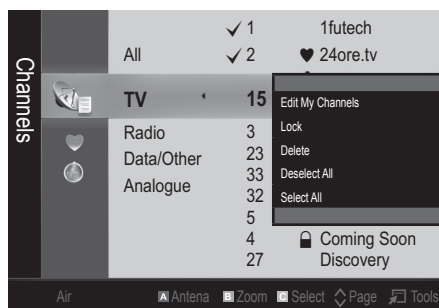 Channels
✓ 1 1futech
All ✓ 2 ♥ 24ore.tv
TV 15
Edit My Channels
Lock
Delete
Deselect All
Select All
Radio 3
Data/Other 23
Analogue 33
32
5
4 Coming Soon
27 Discovery
Air A Antena B Zoom C Select Page Tools